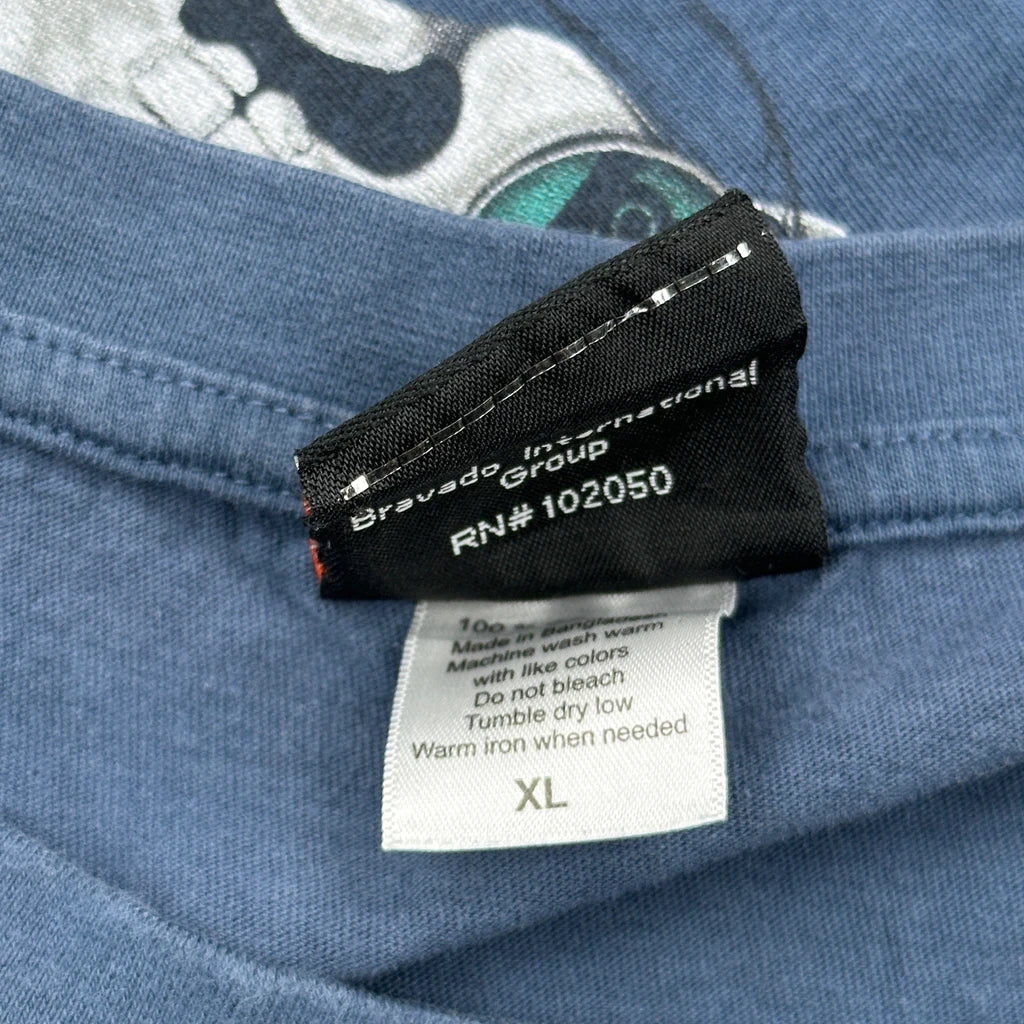 Bravado International
Group
RN# 102050
Made in Bangladesh
Machine wash warm
with like colors
Do not bleach
Tumble dry low
Warm iron when needed
XL